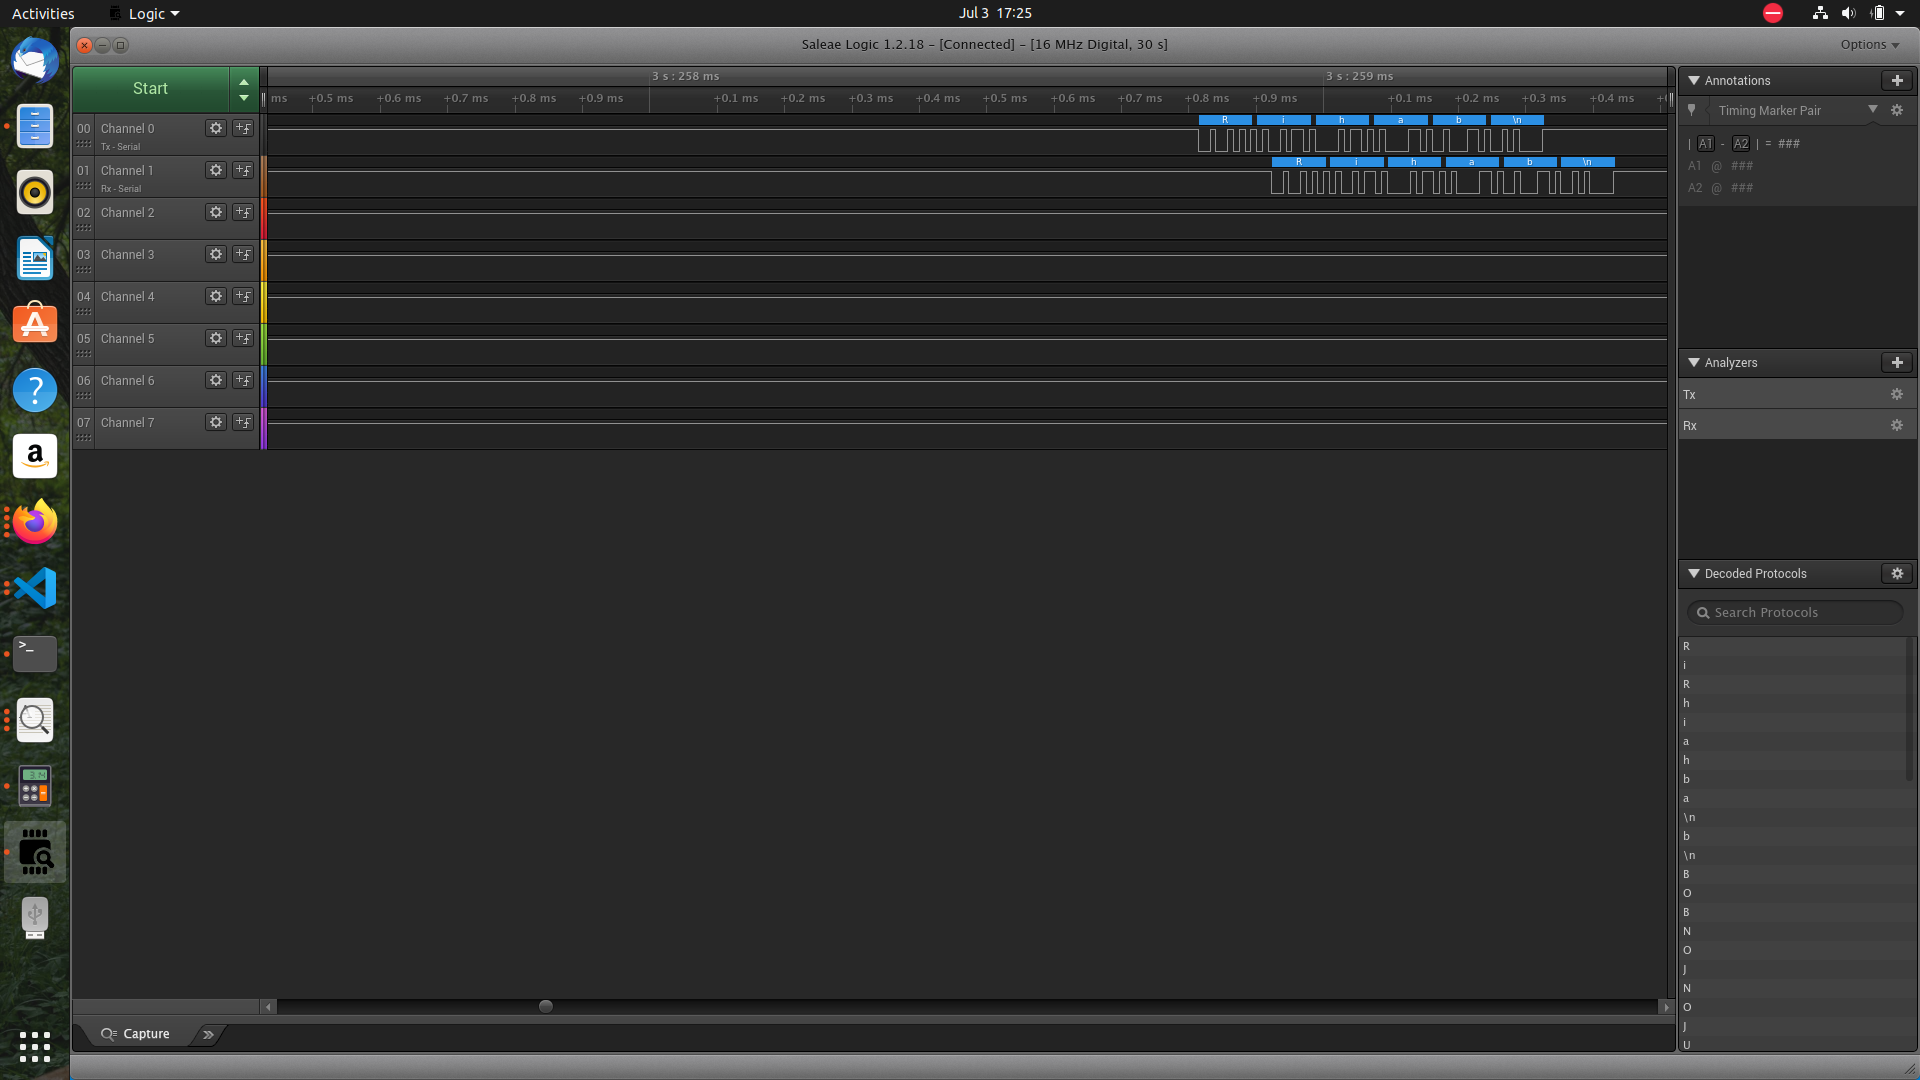 Activities Logic Jul 3 17:25
Saleae Logic 1.2.18 - [Connected] - [16 MHz Digital, 30 s] Options
Start
3 s : 258 ms 3 s : 259 ms
ms +0.5 ms +0.6 ms +0.7 ms +0.8 ms +0.9 ms +0.1 ms +0.2 ms +0.3 ms +0.4 ms +0.5 ms +0.6 ms +0.7 ms +0.8 ms +0.9 ms +0.1 ms +0.2 ms +0.3 ms +0.4 ms
00 Channel 0
Tx - Serial
R i h a b \n
01 Channel 1
Rx - Serial
R i h a b \n
02 Channel 2
03 Channel 3
04 Channel 4
05 Channel 5
06 Channel 6
07 Channel 7
Capture
Annotations
Timing Marker Pair
| A1 - A2 | = ###
A1 @ ###
A2 @ ###
Analyzers
Tx
Rx
Decoded Protocols
Search Protocols
R
i
R
h
i
a
h
b
a
\n
b
\n
B
O
B
N
O
J
N
O
J
U